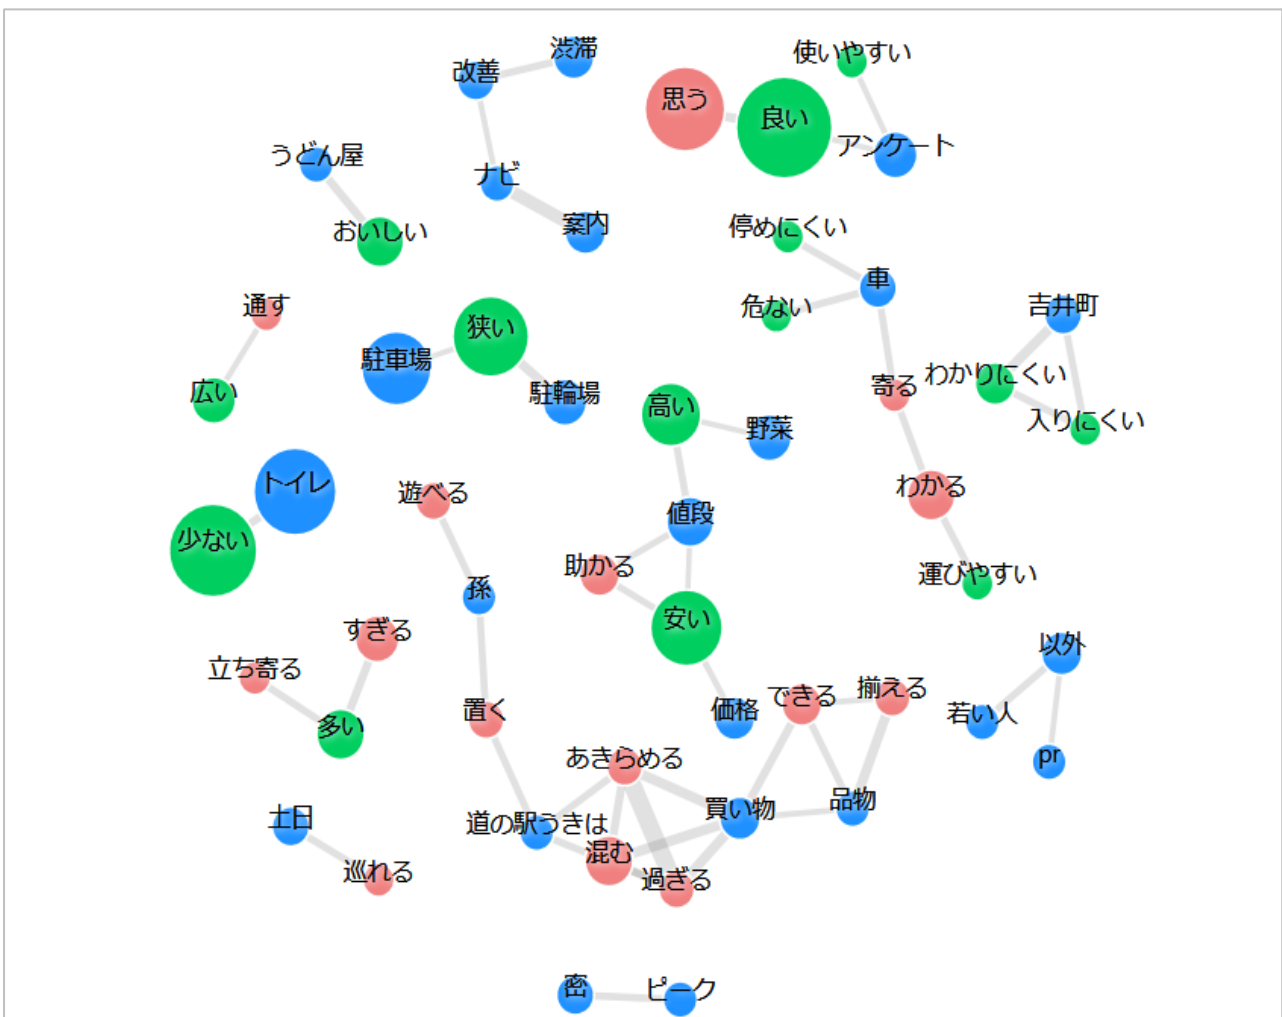 渋滞
改善
使いやすい
思う
良い
アンケート
うどん屋
ナビ
おいしい
案内
停めにくい
車
通す
危ない
吉井町
狭い
駐車場
広い
駐輪場
わかりにくい
寄る
高い
野菜
入りにくい
トイレ
遊べる
わかる
値段
少ない
助かる
運びやすい
孫
安い
すぎる
以外
立ち寄る
多い
置く
価格
できる
揃える
若い人
pr
あきらめる
土日
道の駅うきは
買い物
品物
混む
巡れる
過ぎる
密
ピーク